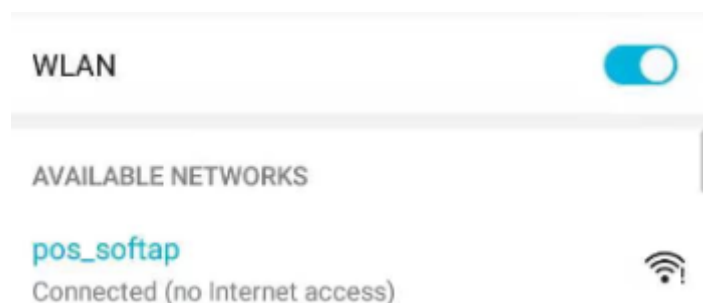 WLAN
AVAILABLE NETWORKS
pos_softap
Connected (no Internet access)